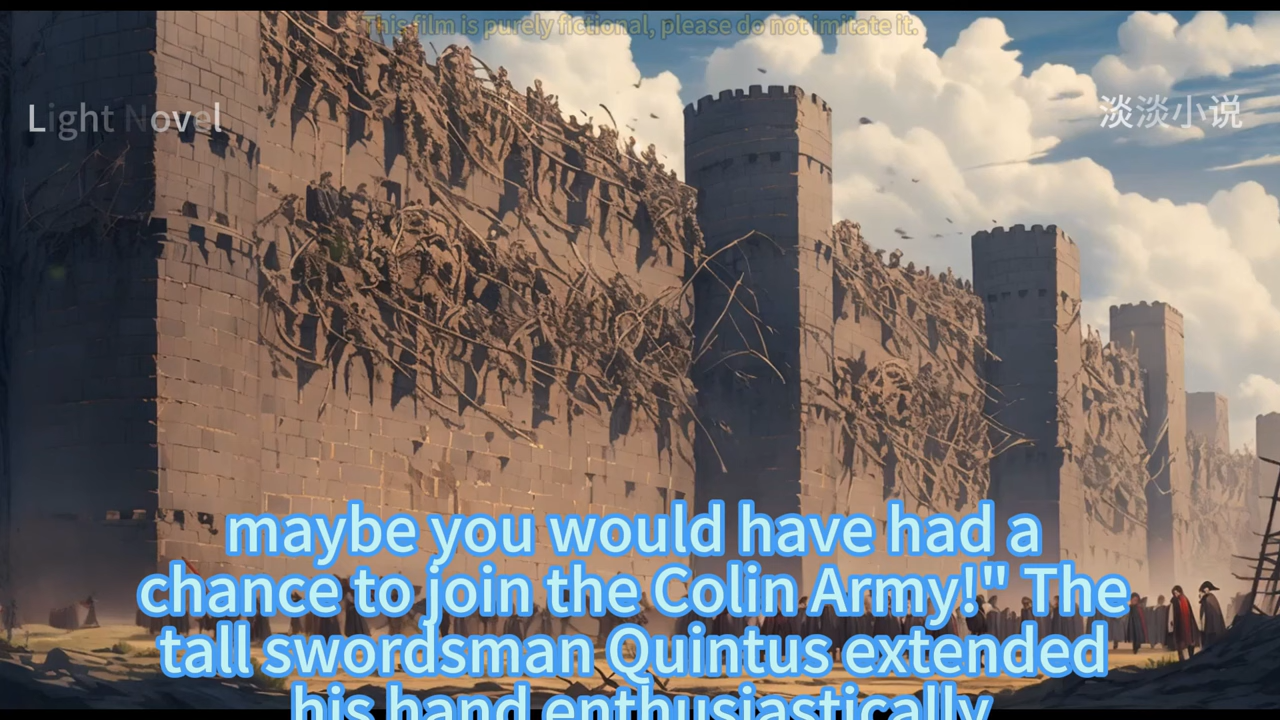 This film is purely fictional, please do not imitate it.
Light Novel
淡淡小说
maybe you would have had a
chance to join the Colin Army!" The
tall swordsman Quintus extended
his hand enthusiastically